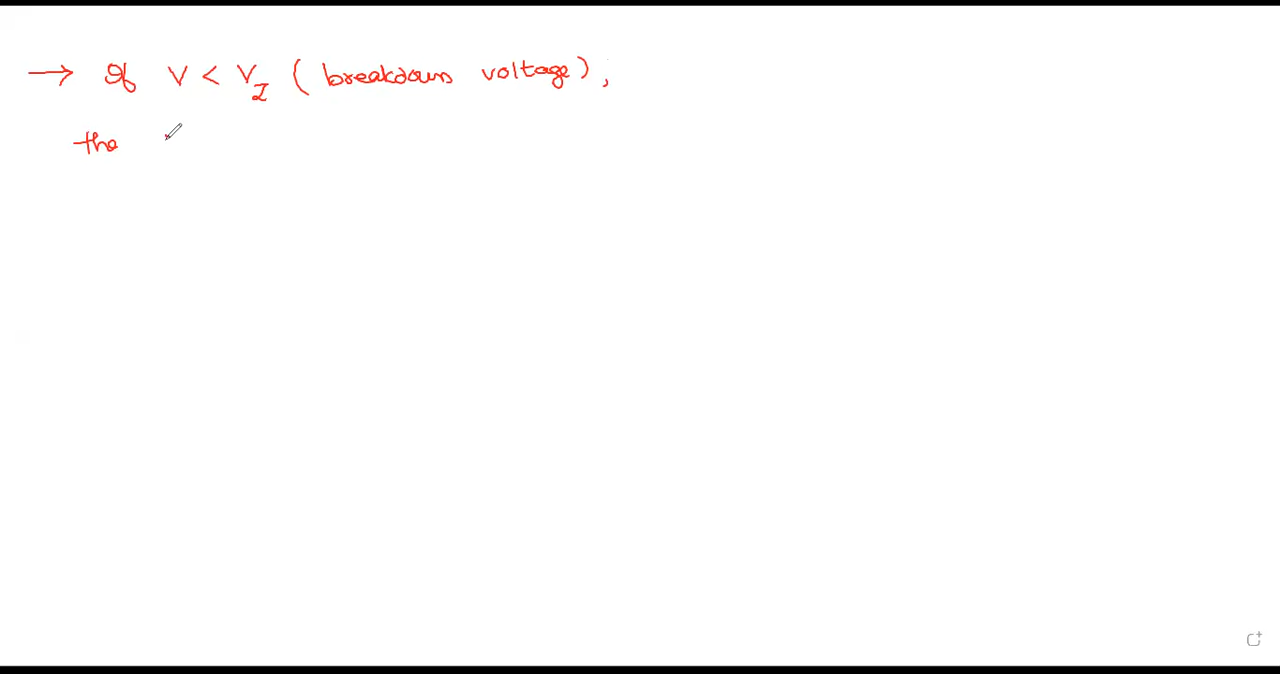 → If V < V_Z (breakdown voltage),
the